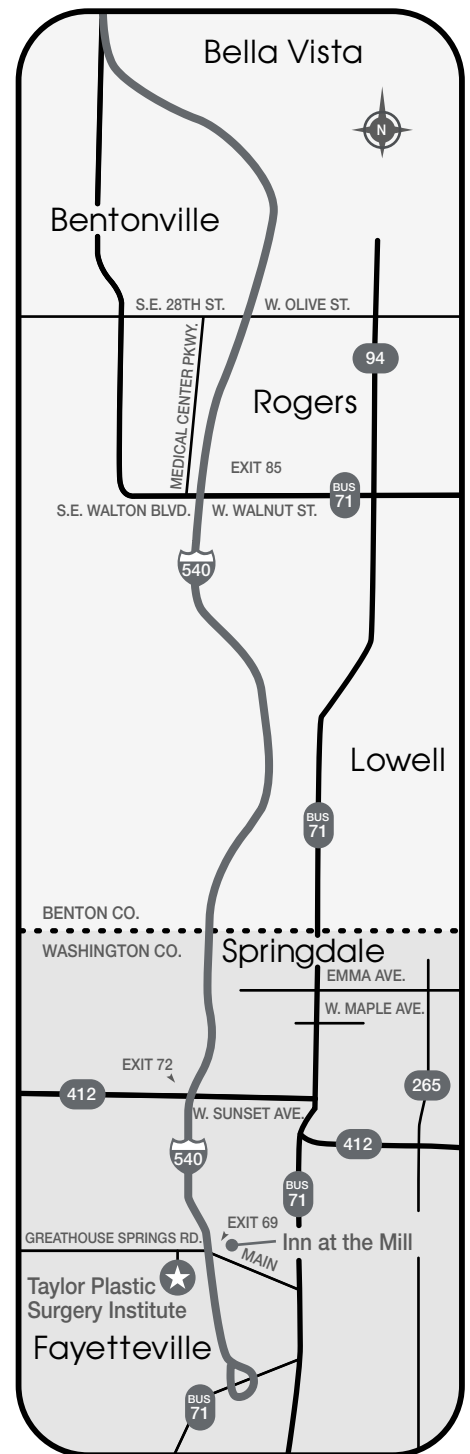 Bella Vista
N
Bentonville
S.E. 28TH ST.
W. OLIVE ST.
MEDICAL CENTER PKWY.
94
Rogers
EXIT 85
BUS
71
S.E. WALTON BLVD.
W. WALNUT ST.
540
Lowell
BUS
71
BENTON CO.
WASHINGTON CO.
Springdale
EMMA AVE.
W. MAPLE AVE.
EXIT 72
265
412
W. SUNSET AVE.
412
540
BUS
71
EXIT 69
GREATHOUSE SPRINGS RD.
Inn at the Mill
MAIN
Taylor Plastic
Surgery Institute
Fayetteville
BUS
71